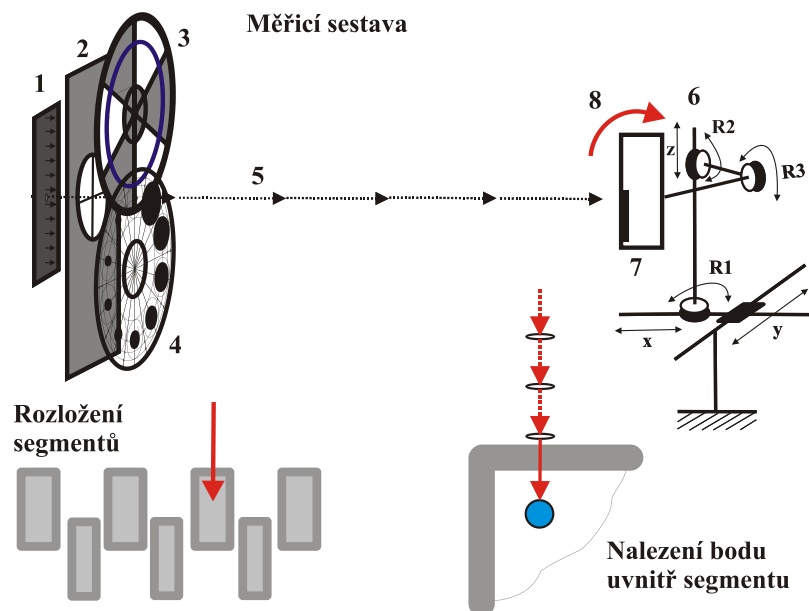 Měřicí sestava
1
2
3
4
5
6
7
8
z
R2
R3
R1
x
y
Rozložení
segmentů
Nalezení bodu
uvnitř segmentu